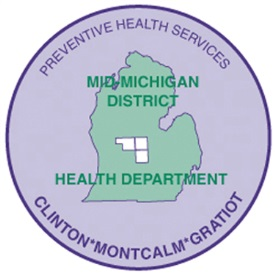 PREVENTIVE HEALTH SERVICES
MID-MICHIGAN
DISTRICT
HEALTH DEPARTMENT
CLINTON*MONTCALM*GRATIOT